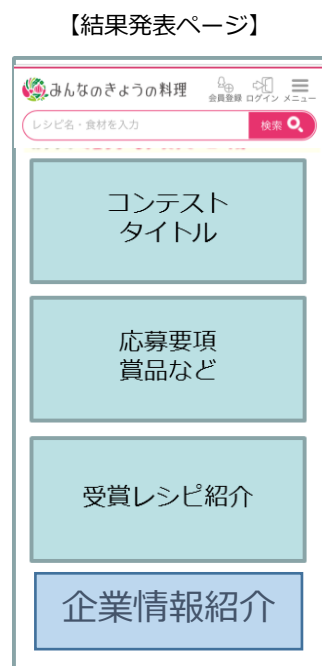 【結果発表ページ】
みんなのきょうの料理
会員登録 ログイン メニュー
レシピ名・食材を入力
検索
コンテスト
タイトル
応募要項
賞品など
受賞レシピ紹介
企業情報紹介